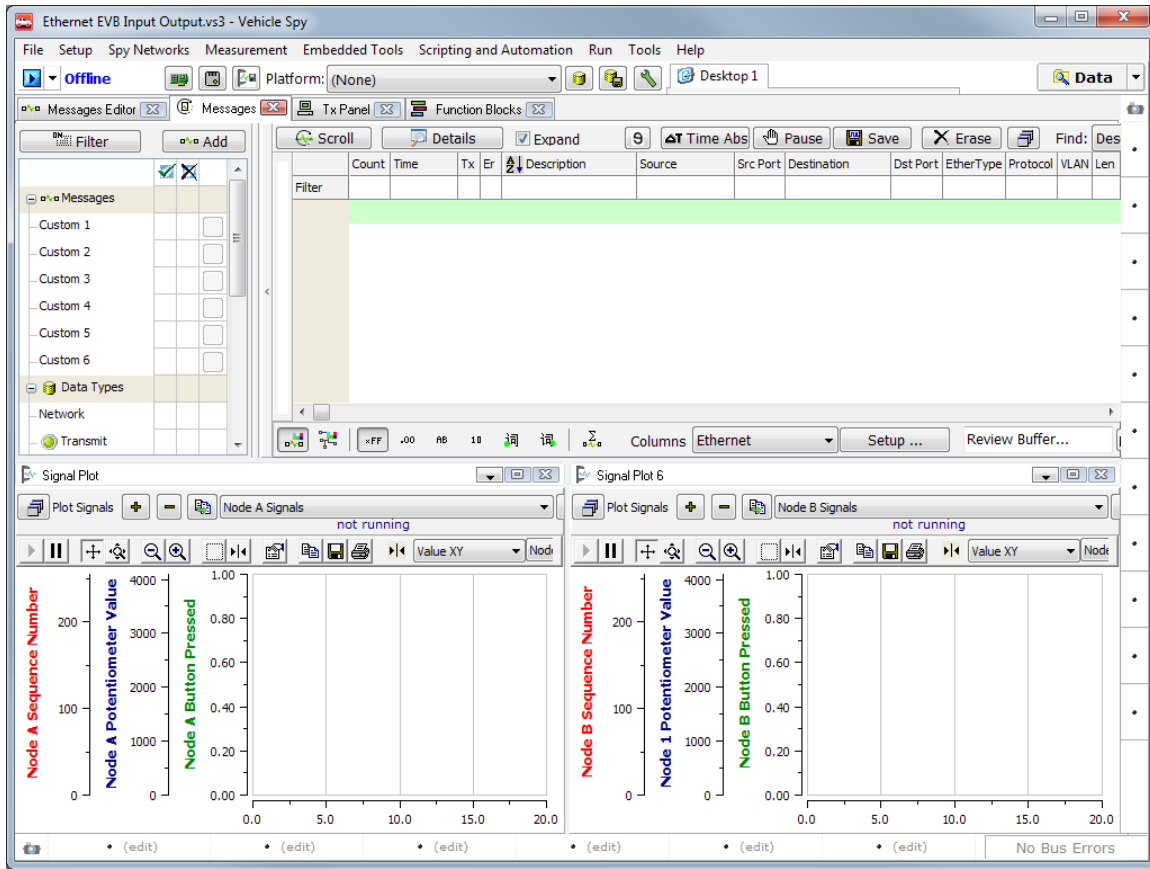 Ethernet EVB Input Output.vs3 - Vehicle Spy
File Setup Spy Networks Measurement Embedded Tools Scripting and Automation Run Tools Help
Offline Platform: (None) Desktop 1 Data
Messages Editor Messages Tx Panel Function Blocks
Filter Add Scroll Details Expand ΔT Time Abs Pause Save Erase Find: Des
Count Time Tx Er Description Source Src Port Destination Dst Port EtherType Protocol VLAN Len
Filter
Messages
Custom 1
Custom 2
Custom 3
Custom 4
Custom 5
Custom 6
Data Types
Network
Transmit
×FF .00 AB 10 词 词 Σ Columns Ethernet Setup ... Review Buffer...
Signal Plot
Plot Signals Node A Signals
not running
Value XY Node
Node A Sequence Number
200
100
0
Node A Potentiometer Value
4000
3000
2000
1000
0
Node A Button Pressed
1.00
0.80
0.60
0.40
0.20
0.00
0.0 5.0 10.0 15.0 20.0
Signal Plot 6
Plot Signals Node B Signals
not running
Value XY Node
Node B Sequence Number
200
100
0
Node 1 Potentiometer Value
4000
3000
2000
1000
0
Node B Button Pressed
1.00
0.80
0.60
0.40
0.20
0.00
0.0 5.0 10.0 15.0 20.0
(edit) (edit) (edit) (edit) (edit) (edit) No Bus Errors